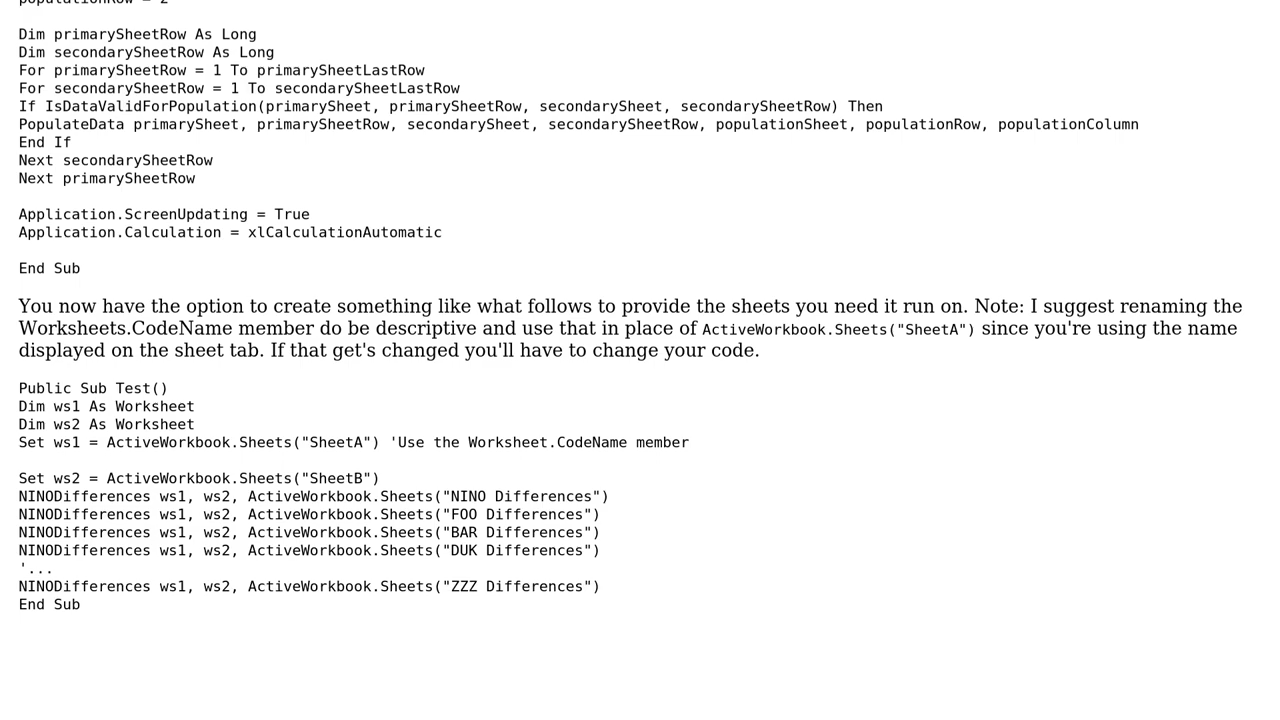 populationRow = 2
Dim primarySheetRow As Long
Dim secondarySheetRow As Long
For primarySheetRow = 1 To primarySheetLastRow
For secondarySheetRow = 1 To secondarySheetLastRow
If IsDataValidForPopulation(primarySheet, primarySheetRow, secondarySheet, secondarySheetRow) Then
PopulateData primarySheet, primarySheetRow, secondarySheet, secondarySheetRow, populationSheet, populationRow, populationColumn
End If
Next secondarySheetRow
Next primarySheetRow
Application.ScreenUpdating = True
Application.Calculation = xlCalculationAutomatic
End Sub
You now have the option to create something like what follows to provide the sheets you need it run on. Note: I suggest renaming the
Worksheets.CodeName member do be descriptive and use that in place of ActiveWorkbook.Sheets("SheetA") since you're using the name
displayed on the sheet tab. If that get's changed you'll have to change your code.
Public Sub Test()
Dim ws1 As Worksheet
Dim ws2 As Worksheet
Set ws1 = ActiveWorkbook.Sheets("SheetA") 'Use the Worksheet.CodeName member
Set ws2 = ActiveWorkbook.Sheets("SheetB")
NINODifferences ws1, ws2, ActiveWorkbook.Sheets("NINO Differences")
NINODifferences ws1, ws2, ActiveWorkbook.Sheets("FOO Differences")
NINODifferences ws1, ws2, ActiveWorkbook.Sheets("BAR Differences")
NINODifferences ws1, ws2, ActiveWorkbook.Sheets("DUK Differences")
'...
NINODifferences ws1, ws2, ActiveWorkbook.Sheets("ZZZ Differences")
End Sub